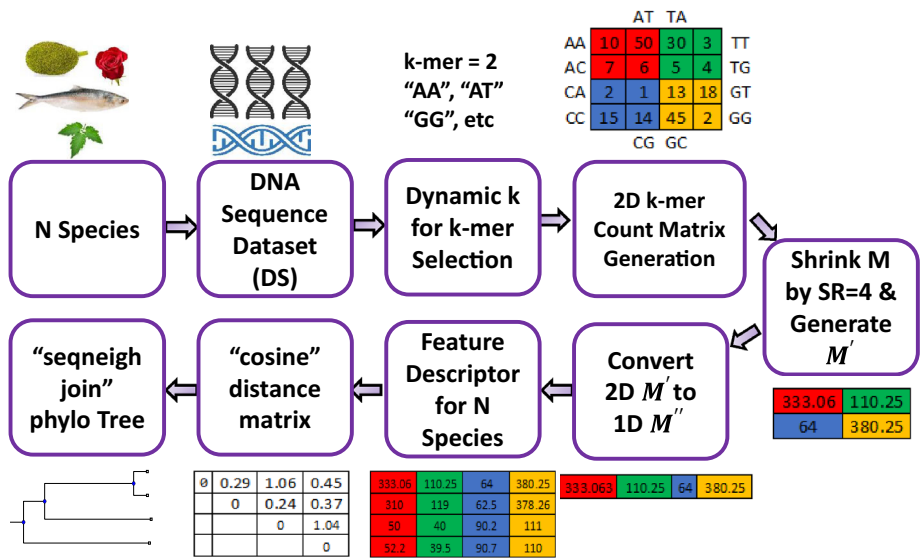 k-mer = 2
"AA", "AT"
"GG", etc
AT TA
AA 10 50 30 3 TT
AC 7 6 5 4 TG
CA 2 1 13 18 GT
CC 15 14 45 2 GG
CG GC
N Species
DNA
Sequence
Dataset
(DS)
Dynamic k
for k-mer
Selection
2D k-mer
Count Matrix
Generation
Shrink M
by SR=4 &
Generate
M′
333.06 110.25
64 380.25
"seqneigh
join"
phylo Tree
"cosine"
distance
matrix
Feature
Descriptor
for N
Species
Convert
2D M′ to
1D M′′
0 0.29 1.06 0.45
0 0.24 0.37
0 1.04
0
333.06 110.25 64 380.25
310 119 62.5 378.26
50 40 90.2 111
52.2 39.5 90.7 110
333.063 110.25 64 380.25